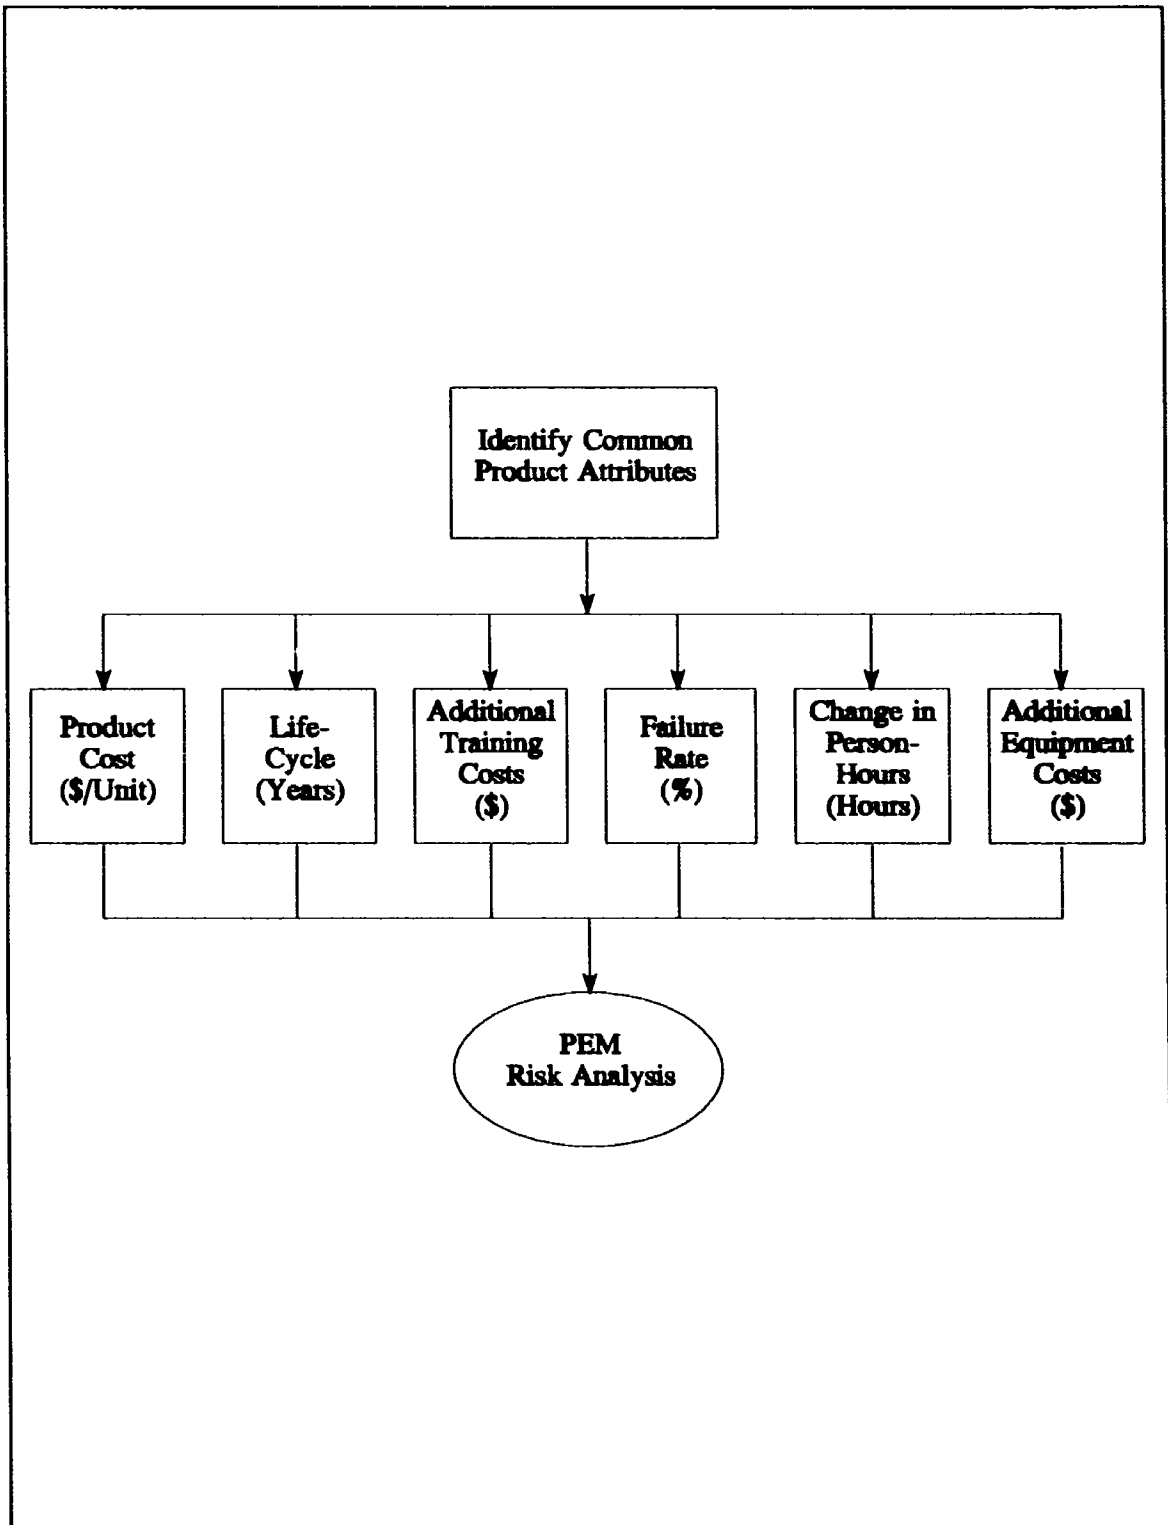 Identify Common
Product Attributes
Product
Cost
($/Unit)
Life-
Cycle
(Years)
Additional
Training
Costs
($)
Failure
Rate
(%)
Change in
Person-
Hours
(Hours)
Additional
Equipment
Costs
($)
PEM
Risk Analysis